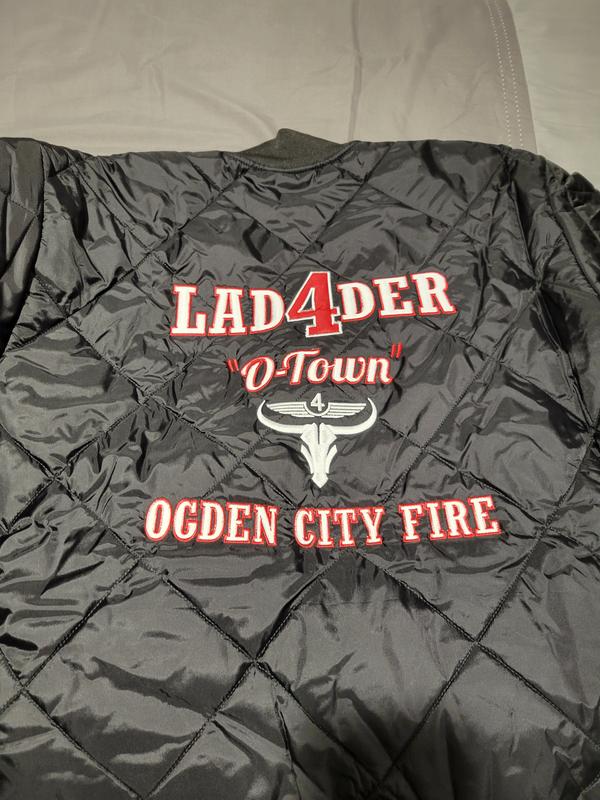 LAD4DER
"O-Town"
4
OGDEN CITY FIRE